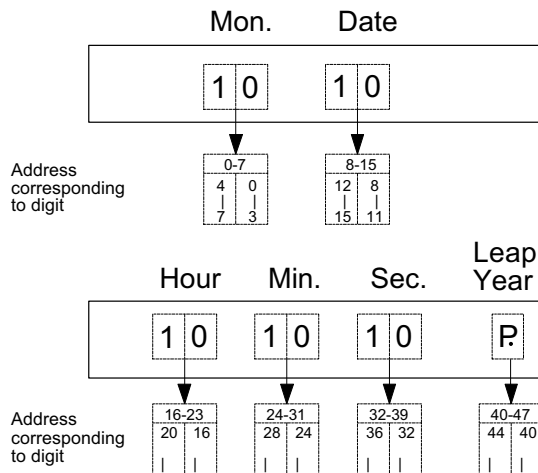 Mon. Date
1 0 1 0
Address corresponding to digit
0-7 8-15
4 0 12 8
| | | |
7 3 15 11
Hour Min. Sec. Leap Year
1 0 1 0 1 0 P.
Address corresponding to digit
16-23 24-31 32-39 40-47
20 16 28 24 36 32 44 40
| | | | | | | |